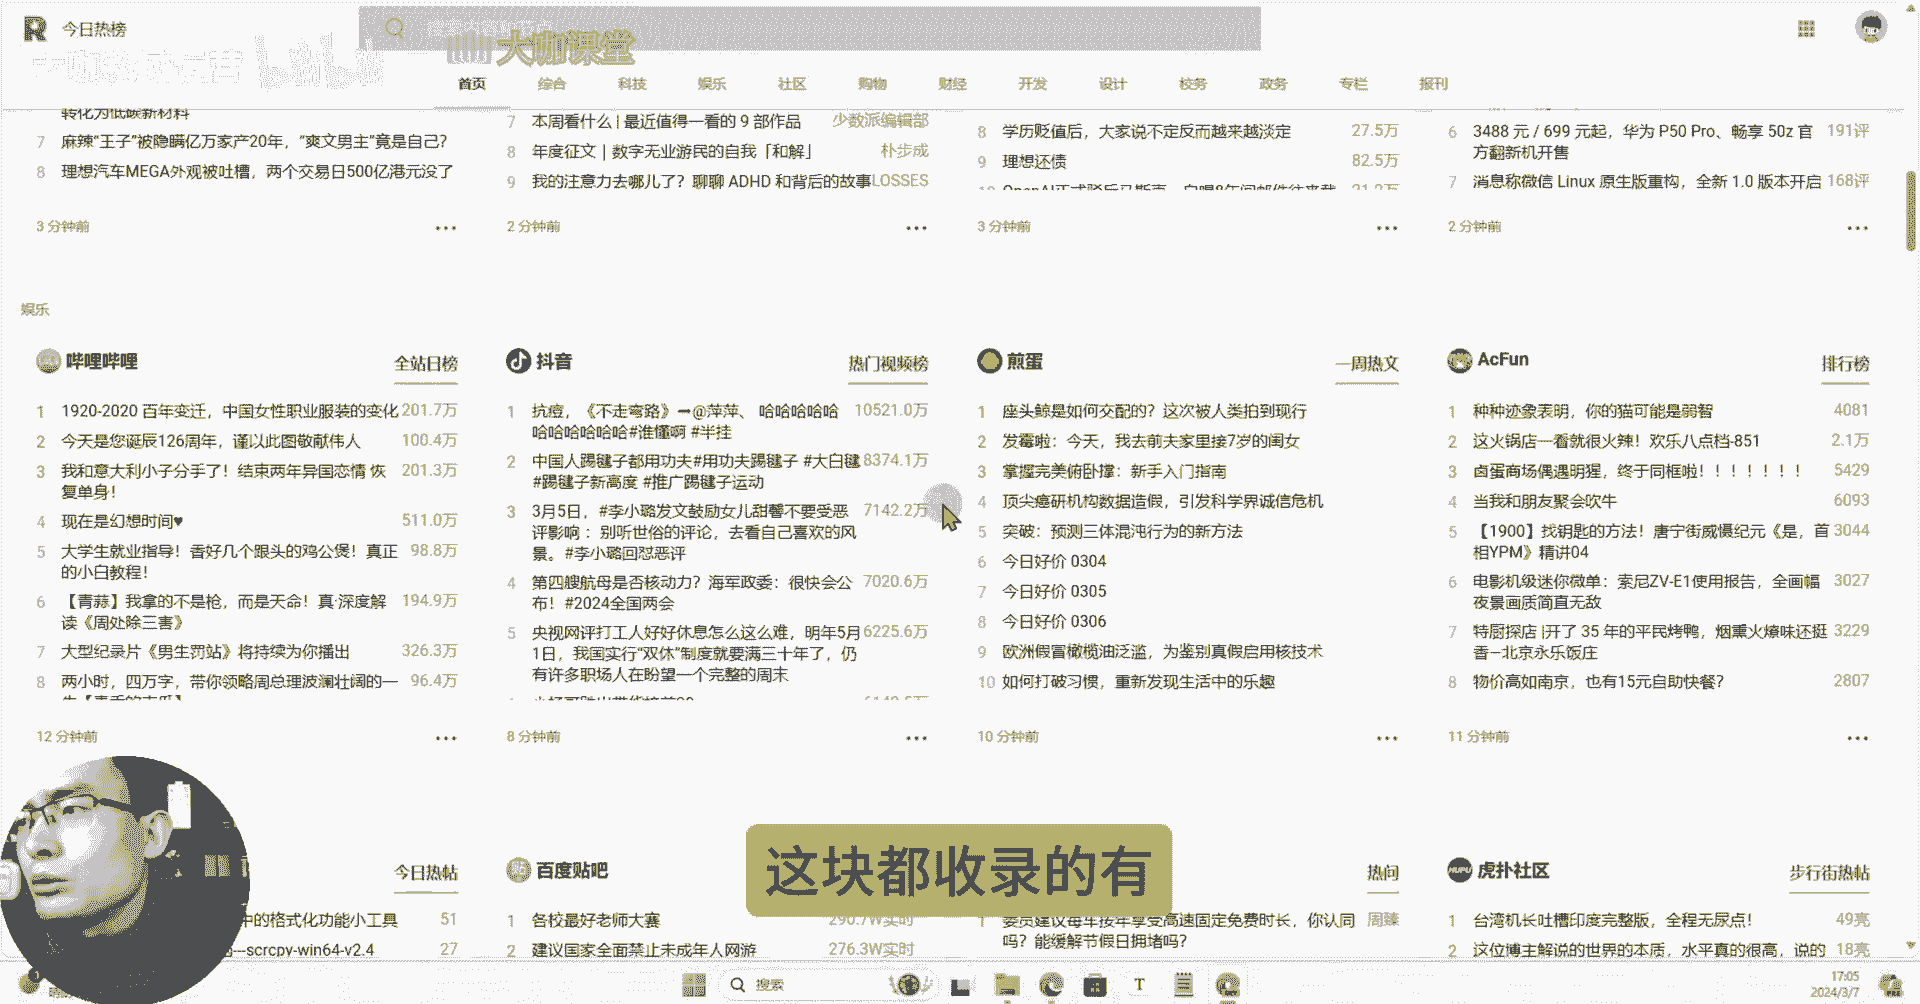 今日热榜
大咖课堂
bilibili
首页 综合 科技 娱乐 社区 购物 财经 开发 设计 校务 政务 专栏 报刊
转化为低碳新材料
7 麻辣“王子”被隐瞒亿万家产20年，“爽文男主”竟是自己？
8 理想汽车MEGA外观被吐槽，两个交易日500亿港元没了
3 分钟前
7 本周看什么 | 最近值得一看的 9 部作品 少数派编辑部
8 年度征文 | 数字无业游民的自我「和解」 朴步成
9 我的注意力去哪儿了？聊聊 ADHD 和背后的故事 LOSSES
2 分钟前
8 学历贬值后，大家说不定反而越来越淡定 27.5万
9 理想还债 82.5万
3 分钟前
6 3488 元 / 699 元起，华为 P50 Pro、畅享 50z 官 191评
方翻新机开售
7 消息称微信 Linux 原生版重构，全新 1.0 版本开启 168评
2 分钟前
娱乐
哔哩哔哩 全站日榜
1 1920-2020 百年变迁，中国女性职业服装的变化 201.7万
2 今天是您诞辰126周年，谨以此图敬献伟人 100.4万
3 我和意大利小子分手了！结束两年异国恋情 恢 201.3万
复单身！
4 现在是幻想时间♥ 511.0万
5 大学生就业指导！香好几个跟头的鸡公煲！真正 98.8万
的小白教程！
6 【青蒜】我拿的不是枪，而是天命！真·深度解 194.9万
读《周处除三害》
7 大型纪录片《男生罚站》将持续为你播出 326.3万
8 两小时，四万字，带你领略周总理波澜壮阔的一 96.4万
12 分钟前
抖音 热门视频榜
1 抗痘，《不走弯路》➡@萍萍、 哈哈哈哈哈 10521.0万
哈哈哈哈哈哈#谁懂啊 #半挂
2 中国人踢毽子都用功夫#用功夫踢毽子 #大白毽 8374.1万
#踢毽子新高度 #推广踢毽子运动
3 3月5日，#李小璐发文鼓励女儿甜馨不要受恶 7142.2万
评影响 ：别听世俗的评论，去看自己喜欢的风
景。#李小璐回怼恶评
4 第四艘航母是否核动力？海军政委：很快会公 7020.6万
布！#2024全国两会
5 央视网评打工人好好休息怎么这么难，明年5月 6225.6万
1日，我国实行“双休”制度就要满三十年了，仍
有许多职场人在盼望一个完整的周末
8 分钟前
煎蛋 一周热文
1 座头鲸是如何交配的？这次被人类拍到现行
2 发霉啦：今天，我去前夫家里接7岁的闺女
3 掌握完美俯卧撑：新手入门指南
4 顶尖癌研机构数据造假，引发科学界诚信危机
5 突破：预测三体混沌行为的新方法
6 今日好价 0304
7 今日好价 0305
8 今日好价 0306
9 欧洲假冒橄榄油泛滥，为鉴别真假启用核技术
10 如何打破习惯，重新发现生活中的乐趣
10 分钟前
AcFun 排行榜
1 种种迹象表明，你的猫可能是弱智 4081
2 这火锅店一看就很火辣！欢乐八点档-851 2.1万
3 卤蛋商场偶遇明猩，终于同框啦！！！！！！！ 5429
4 当我和朋友聚会吹牛 6093
5 【1900】找钥匙的方法！唐宁街威慑纪元《是，首 3044
相YPM》精讲04
6 电影机级迷你微单：索尼ZV-E1使用报告，全画幅 3027
夜景画质简直无敌
7 特厨探店 |开了 35 年的平民烤鸭，烟熏火燎味还挺 3229
香—北京永乐饭庄
8 物价高如南京，也有15元自助快餐？ 2807
11 分钟前
今日热帖
中的格式化功能小工具 51
---scrcpy-win64-v2.4 27
百度贴吧
1 各校最好老师大赛 290.7W实时
2 建议国家全面禁止未成年人网游 276.3W实时
热问
1 委员建议每车按年享受高速固定免费时长，你认同 周臻
吗？能缓解节假日拥堵吗？
虎扑社区 步行街热帖
1 台湾机长吐槽印度完整版，全程无尿点！ 49亮
2 这位博主解说的世界的本质，水平真的很高，说的 18亮
这块都收录的有
搜索
17:05
2024/3/7